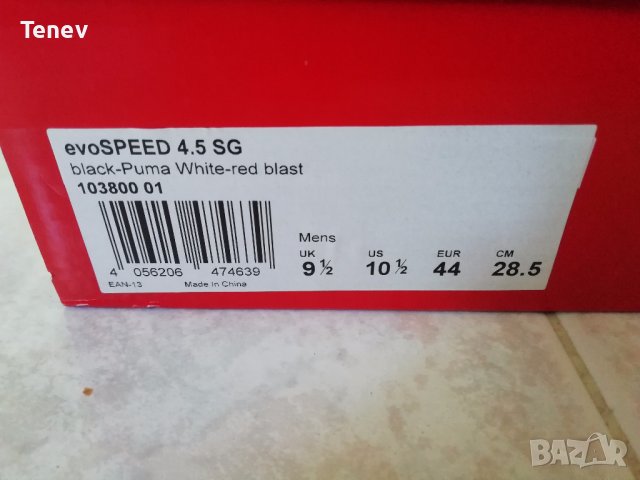 Tenev
evoSPEED 4.5 SG
black-Puma White-red blast
103800 01
4 056206 474639
EAN-13 Made in China
Mens
UK US EUR CM
9 ½ 10 ½ 44 28.5
BAZAR